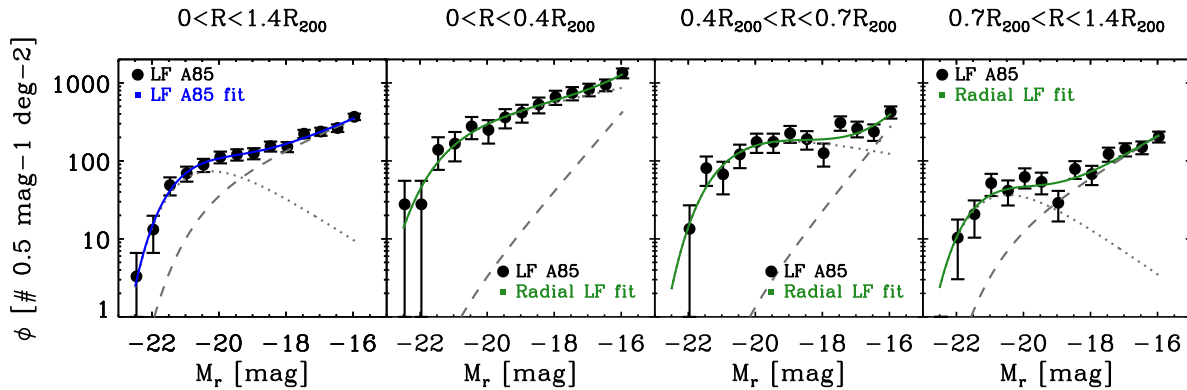 0<R<1.4R200
0<R<0.4R200
0.4R200<R<0.7R200
0.7R200<R<1.4R200
ϕ [# 0.5 mag-1 deg-2]
1000
100
10
1
LF A85
LF A85 fit
LF A85
Radial LF fit
LF A85
Radial LF fit
LF A85
Radial LF fit
-22 -20 -18 -16
-22 -20 -18 -16
-22 -20 -18 -16
-22 -20 -18 -16
Mr [mag]
Mr [mag]
Mr [mag]
Mr [mag]